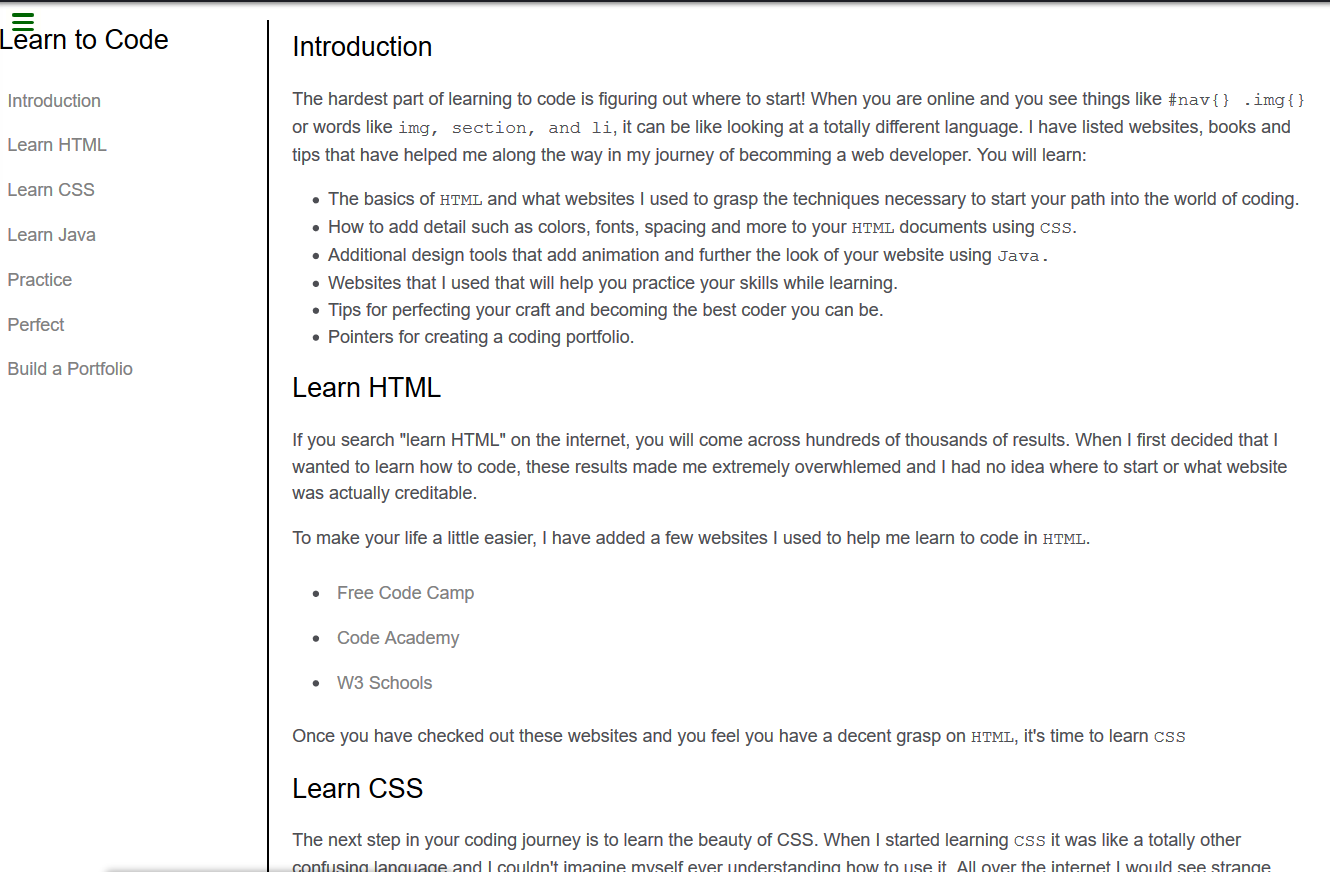 Learn to Code
Introduction
Learn HTML
Learn CSS
Learn Java
Practice
Perfect
Build a Portfolio
Introduction
The hardest part of learning to code is figuring out where to start! When you are online and you see things like #nav{} .img{}
or words like img, section, and li, it can be like looking at a totally different language. I have listed websites, books and
tips that have helped me along the way in my journey of becomming a web developer. You will learn:
• The basics of HTML and what websites I used to grasp the techniques necessary to start your path into the world of coding.
• How to add detail such as colors, fonts, spacing and more to your HTML documents using CSS.
• Additional design tools that add animation and further the look of your website using Java.
• Websites that I used that will help you practice your skills while learning.
• Tips for perfecting your craft and becoming the best coder you can be.
• Pointers for creating a coding portfolio.
Learn HTML
If you search "learn HTML" on the internet, you will come across hundreds of thousands of results. When I first decided that I
wanted to learn how to code, these results made me extremely overwhlemed and I had no idea where to start or what website
was actually creditable.
To make your life a little easier, I have added a few websites I used to help me learn to code in HTML.
• Free Code Camp
• Code Academy
• W3 Schools
Once you have checked out these websites and you feel you have a decent grasp on HTML, it's time to learn CSS
Learn CSS
The next step in your coding journey is to learn the beauty of CSS. When I started learning CSS it was like a totally other
confusing language and I couldn't imagine myself ever understanding how to use it. All over the internet I would see strange